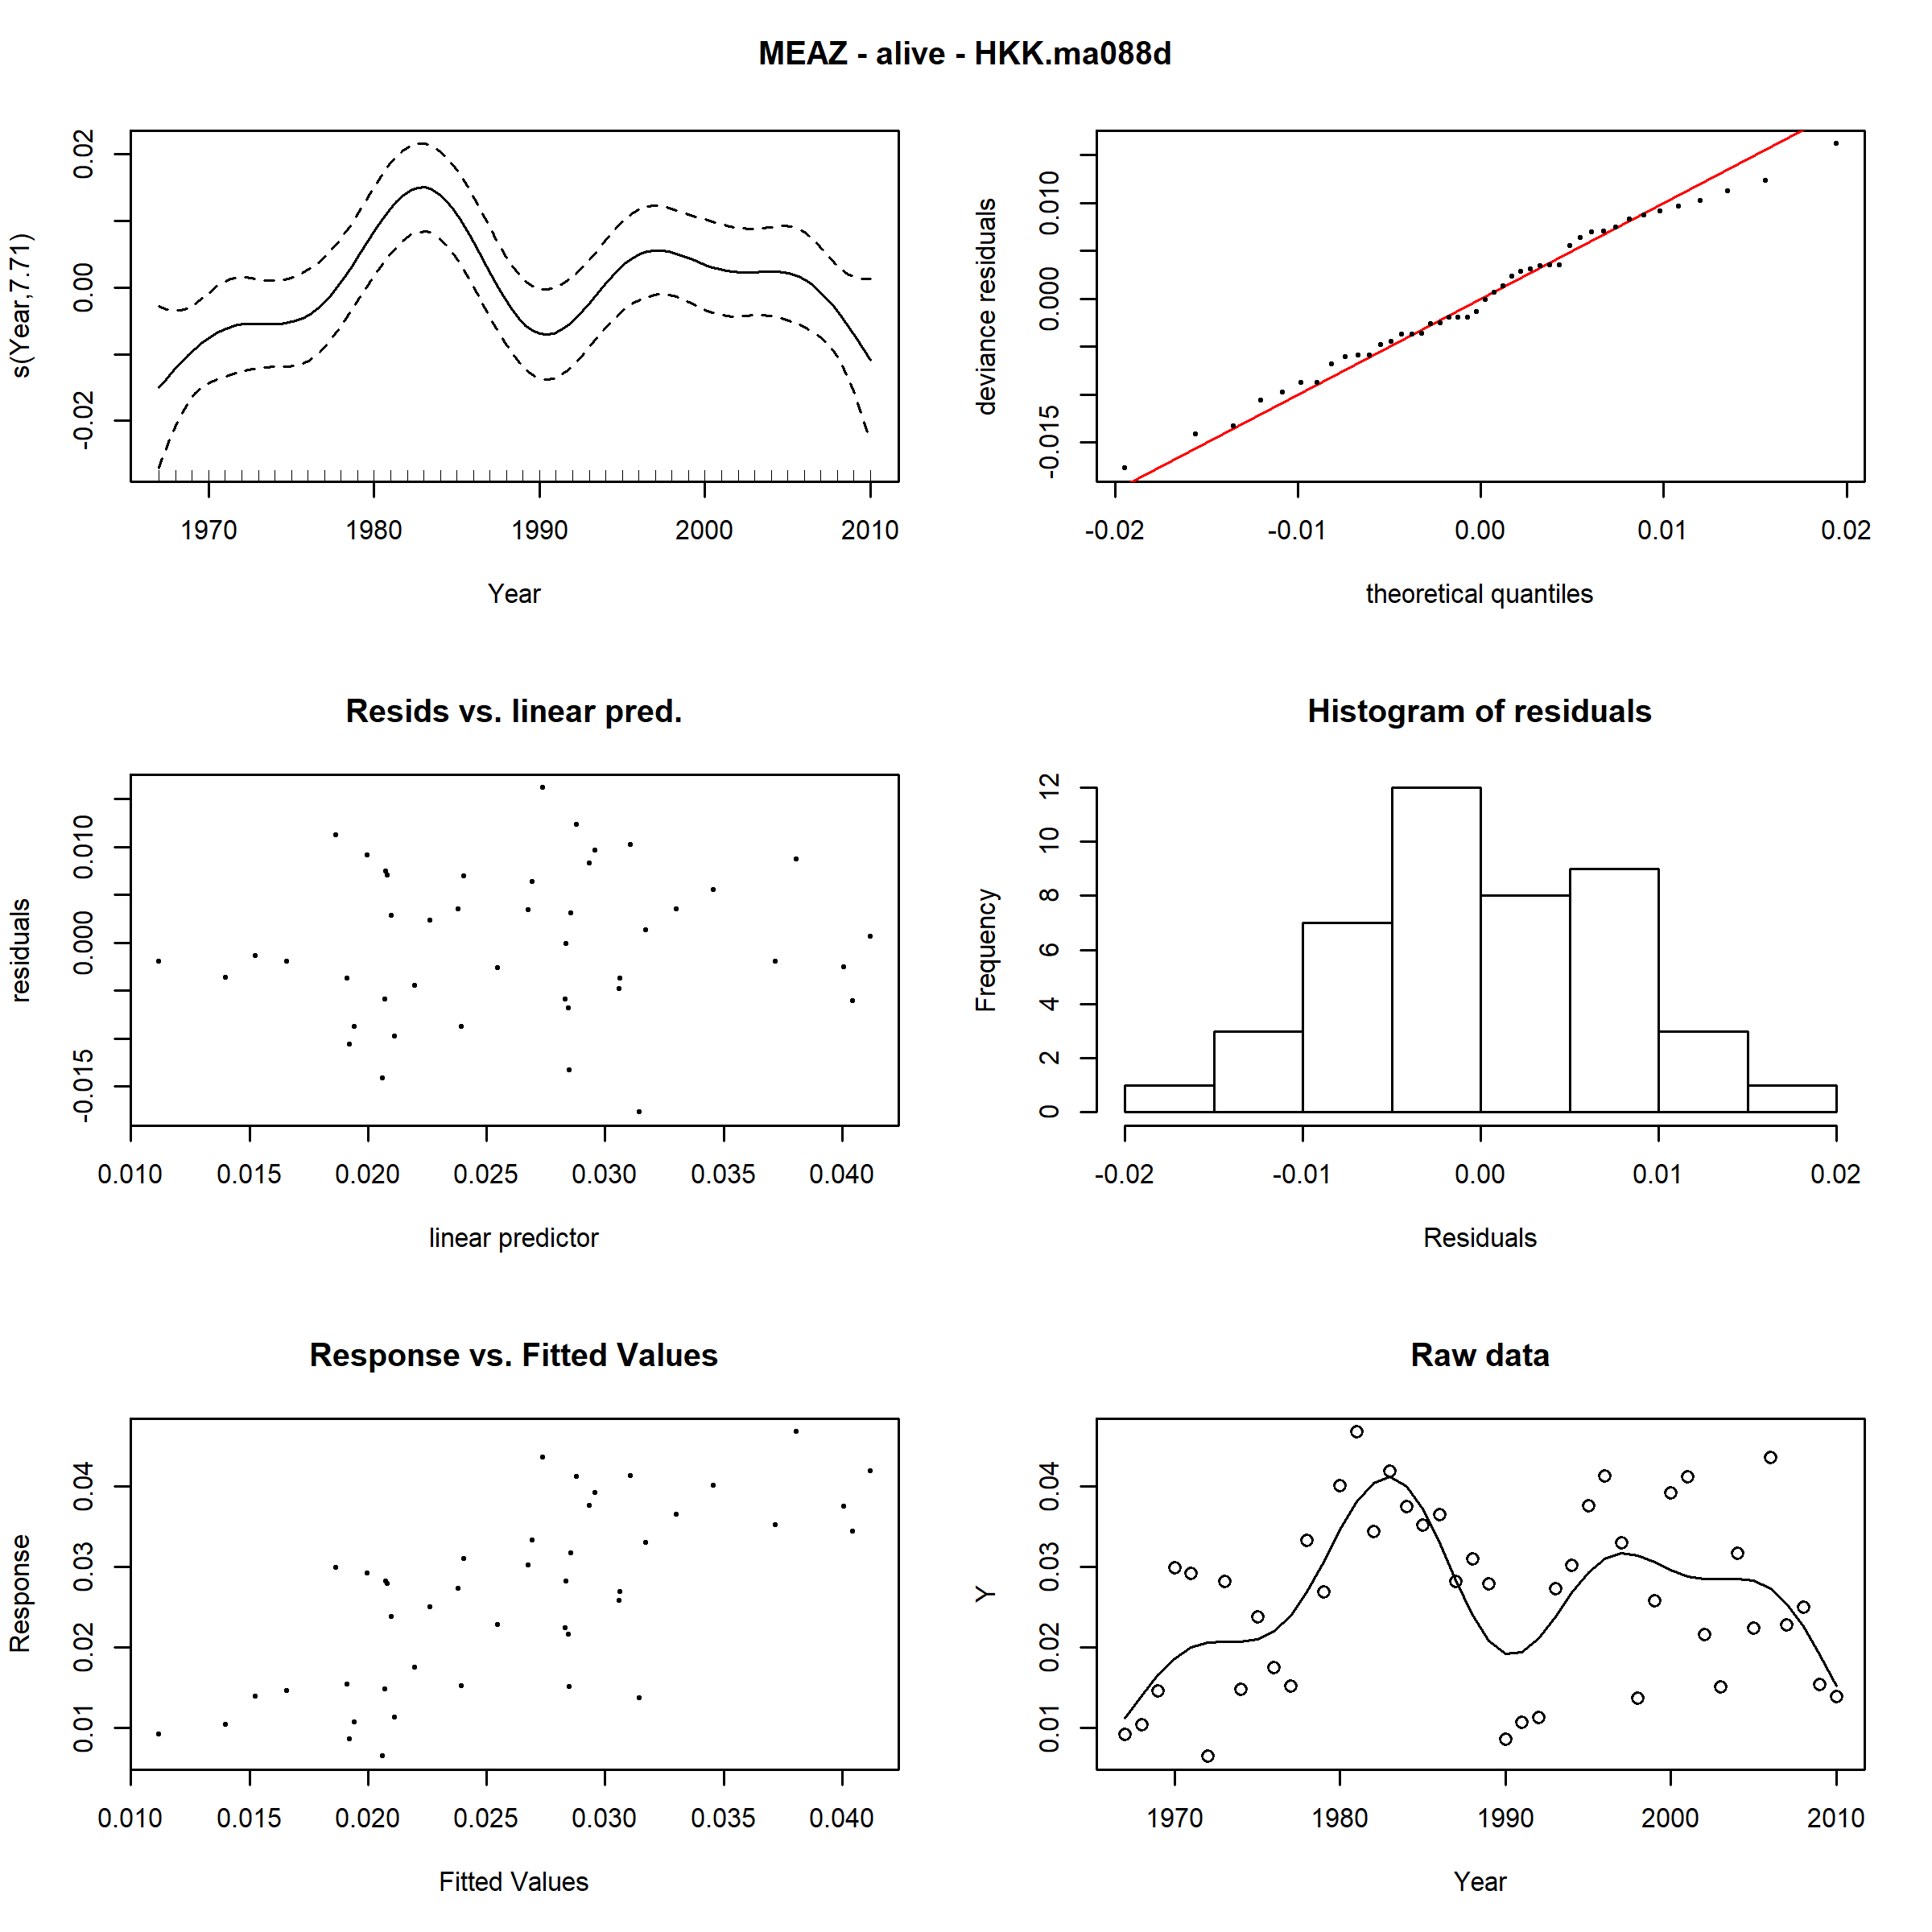 MEAZ - alive - HKK.ma088d
s(Year,7.71)
-0.02 0.00 0.02
1970 1980 1990 2000 2010
Year
deviance residuals
-0.015 0.000 0.010
-0.02 -0.01 0.00 0.01 0.02
theoretical quantiles
Resids vs. linear pred.
residuals
-0.015 0.000 0.010
0.010 0.015 0.020 0.025 0.030 0.035 0.040
linear predictor
Histogram of residuals
Frequency
0 2 4 6 8 10 12
-0.02 -0.01 0.00 0.01 0.02
Residuals
Response vs. Fitted Values
Response
0.01 0.02 0.03 0.04
0.010 0.015 0.020 0.025 0.030 0.035 0.040
Fitted Values
Raw data
Y
0.01 0.02 0.03 0.04
1970 1980 1990 2000 2010
Year